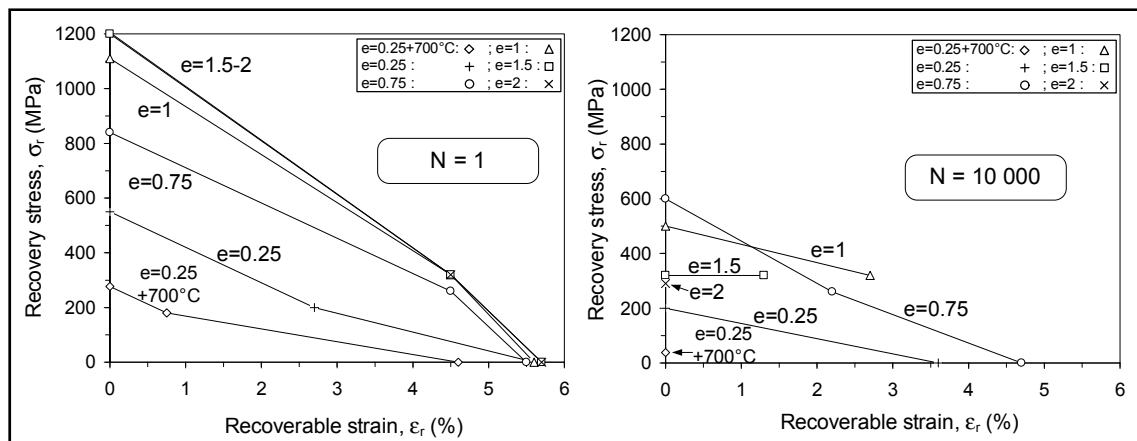 1200
1000
800
600
400
200
0
Recovery stress, σr (MPa)
e=0.25+700°C: ◇ ; e=1 : △
e=0.25 : + ; e=1.5 : □
e=0.75 : ○ ; e=2 : ×
e=1.5-2
e=1
N = 1
e=0.75
e=0.25
e=0.25
+700°C
0 1 2 3 4 5 6
Recoverable strain, εr (%)
1200
1000
800
600
400
200
0
Recovery stress, σr (MPa)
e=0.25+700°C: ◇ ; e=1 : △
e=0.25 : + ; e=1.5 : □
e=0.75 : ○ ; e=2 : ×
N = 10 000
e=1
e=1.5
e=2
e=0.75
e=0.25
e=0.25
+700°C
0 1 2 3 4 5 6
Recoverable strain, εr (%)